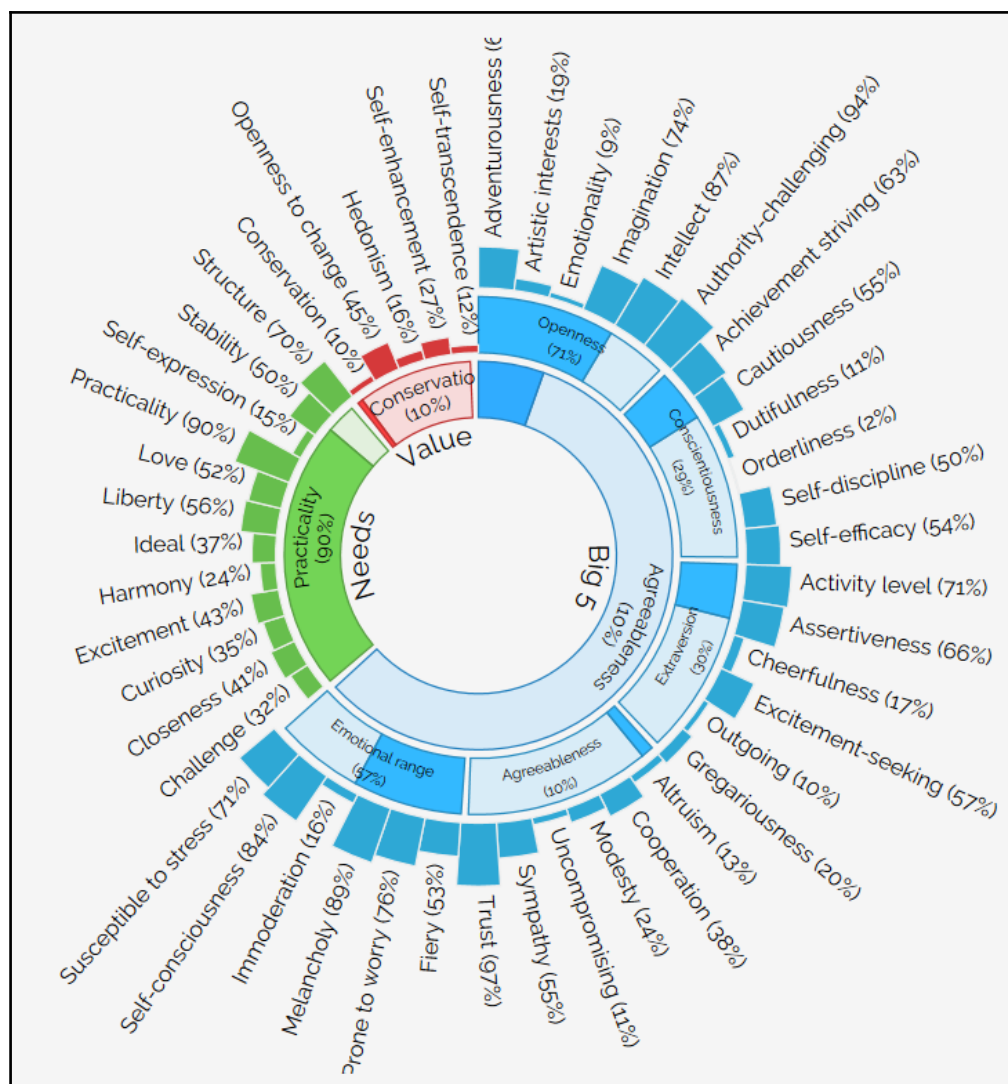 Adventurousness (6
Artistic interests (19%)
Emotionality (9%)
Imagination (74%)
Intellect (87%)
Authority-challenging (94%)
Achievement striving (63%)
Cautiousness (55%)
Dutifulness (11%)
Orderliness (2%)
Self-discipline (50%)
Self-efficacy (54%)
Activity level (71%)
Assertiveness (66%)
Cheerfulness (17%)
Excitement-seeking (57%)
Outgoing (10%)
Gregariousness (20%)
Altruism (13%)
Cooperation (38%)
Modesty (24%)
Uncompromising (11%)
Sympathy (55%)
Trust (97%)
Fiery (53%)
Prone to worry (76%)
Melancholy (89%)
Immoderation (16%)
Self-consciousness (84%)
Susceptible to stress (71%)
Challenge (32%)
Closeness (41%)
Curiosity (35%)
Excitement (43%)
Harmony (24%)
Ideal (37%)
Liberty (56%)
Love (52%)
Practicality (90%)
Self-expression (15%)
Stability (50%)
Structure (70%)
Conservation (10%)
Openness to change (45%)
Hedonism (16%)
Self-enhancement (27%)
Self-transcendence (12%)
Openness
(71%)
Conscientiousness
(29%)
Extraversion
(30%)
Agreeableness
(10%)
Emotional range
(57%)
Agreeableness
(10%)
Big 5
Practicality
(90%)
Needs
Conservatio
(10%)
Value